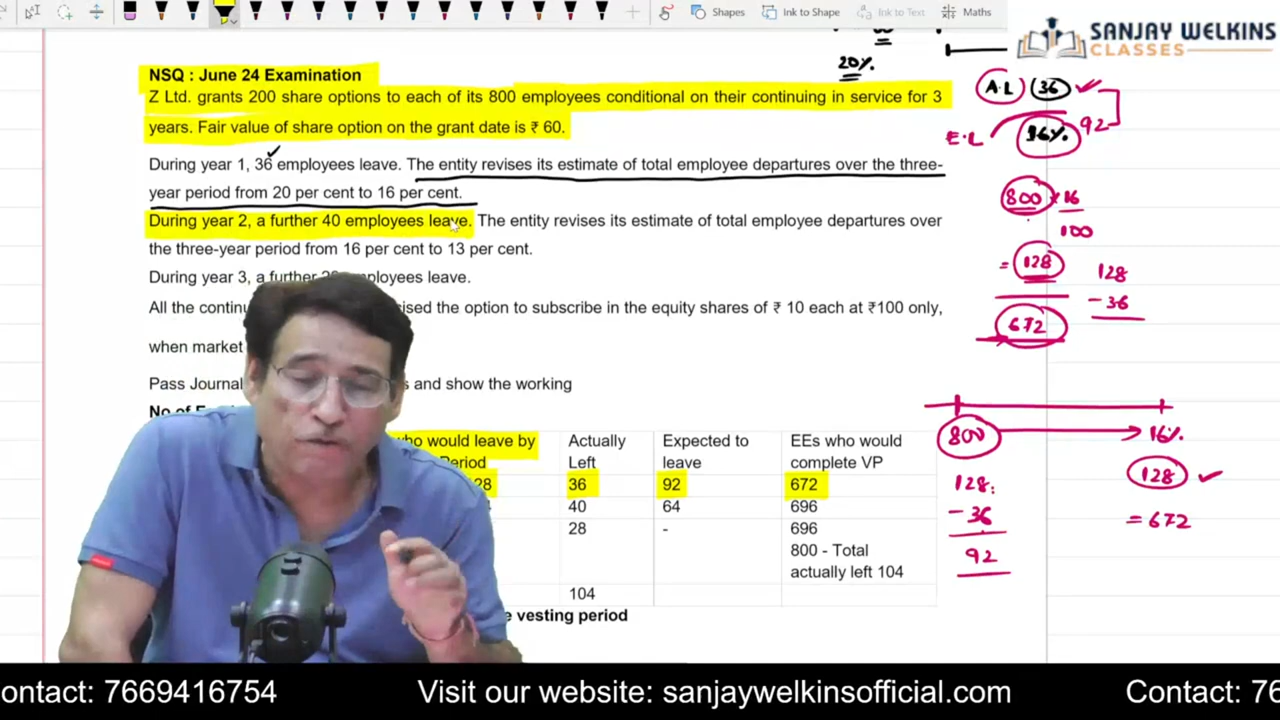 Shapes Ink to Shape Ink to Text Maths
SANJAY WELKINS
CLASSES
20%
NSQ : June 24 Examination
Z Ltd. grants 200 share options to each of its 800 employees conditional on their continuing in service for 3
years. Fair value of share option on the grant date is ₹ 60.
During year 1, 36 employees leave. The entity revises its estimate of total employee departures over the three-
year period from 20 per cent to 16 per cent.
During year 2, a further 40 employees leave. The entity revises its estimate of total employee departures over
the three-year period from 16 per cent to 13 per cent.
During year 3, a further employees leave.
All the the option to subscribe in the equity shares of ₹ 10 each at ₹100 only,
when market
Pass and show the working
No of
who would leave by Actually Expected to EEs who would
Period Left leave complete VP
28 36 92 672
40 64 696
28 - 696
800 - Total
actually left 104
104
vesting period
A.L 36
E.L 16% 92
800 × 16
100
= 128
672
128
- 36
800 16%
128
= 672
128
- 36
92
ontact: 7669416754 Visit our website: sanjaywelkinsofficial.com Contact: 76